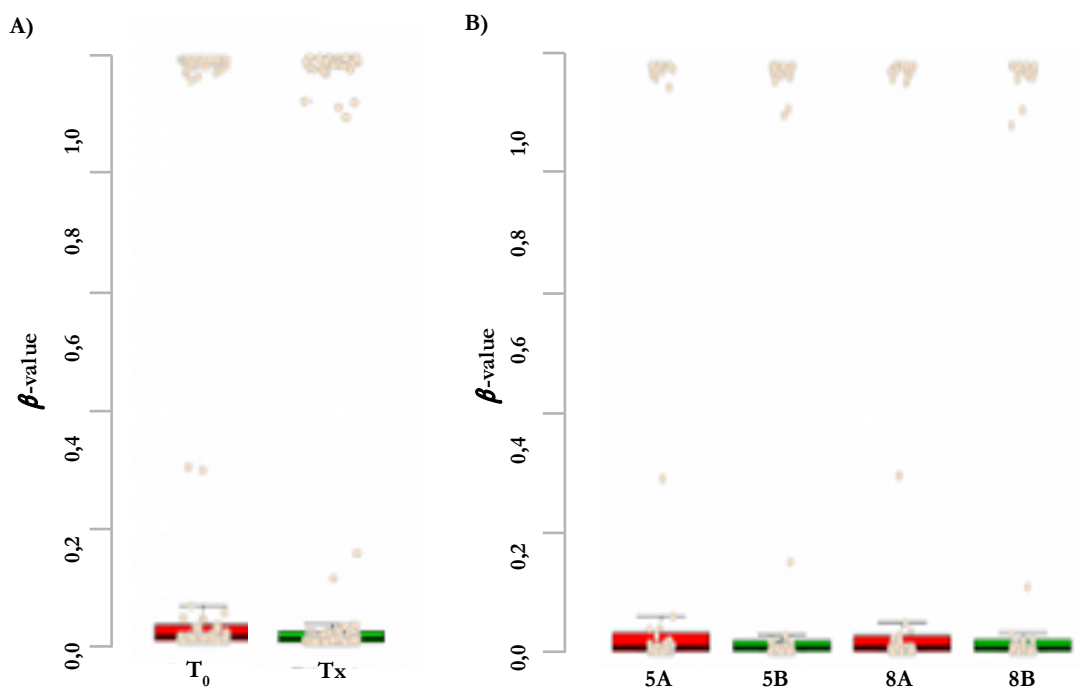 A)
β-value
1,0
0,8
0,6
0,4
0,2
0,0
T₀
Tx
B)
β-value
1,0
0,8
0,6
0,4
0,2
0,0
5A
5B
8A
8B